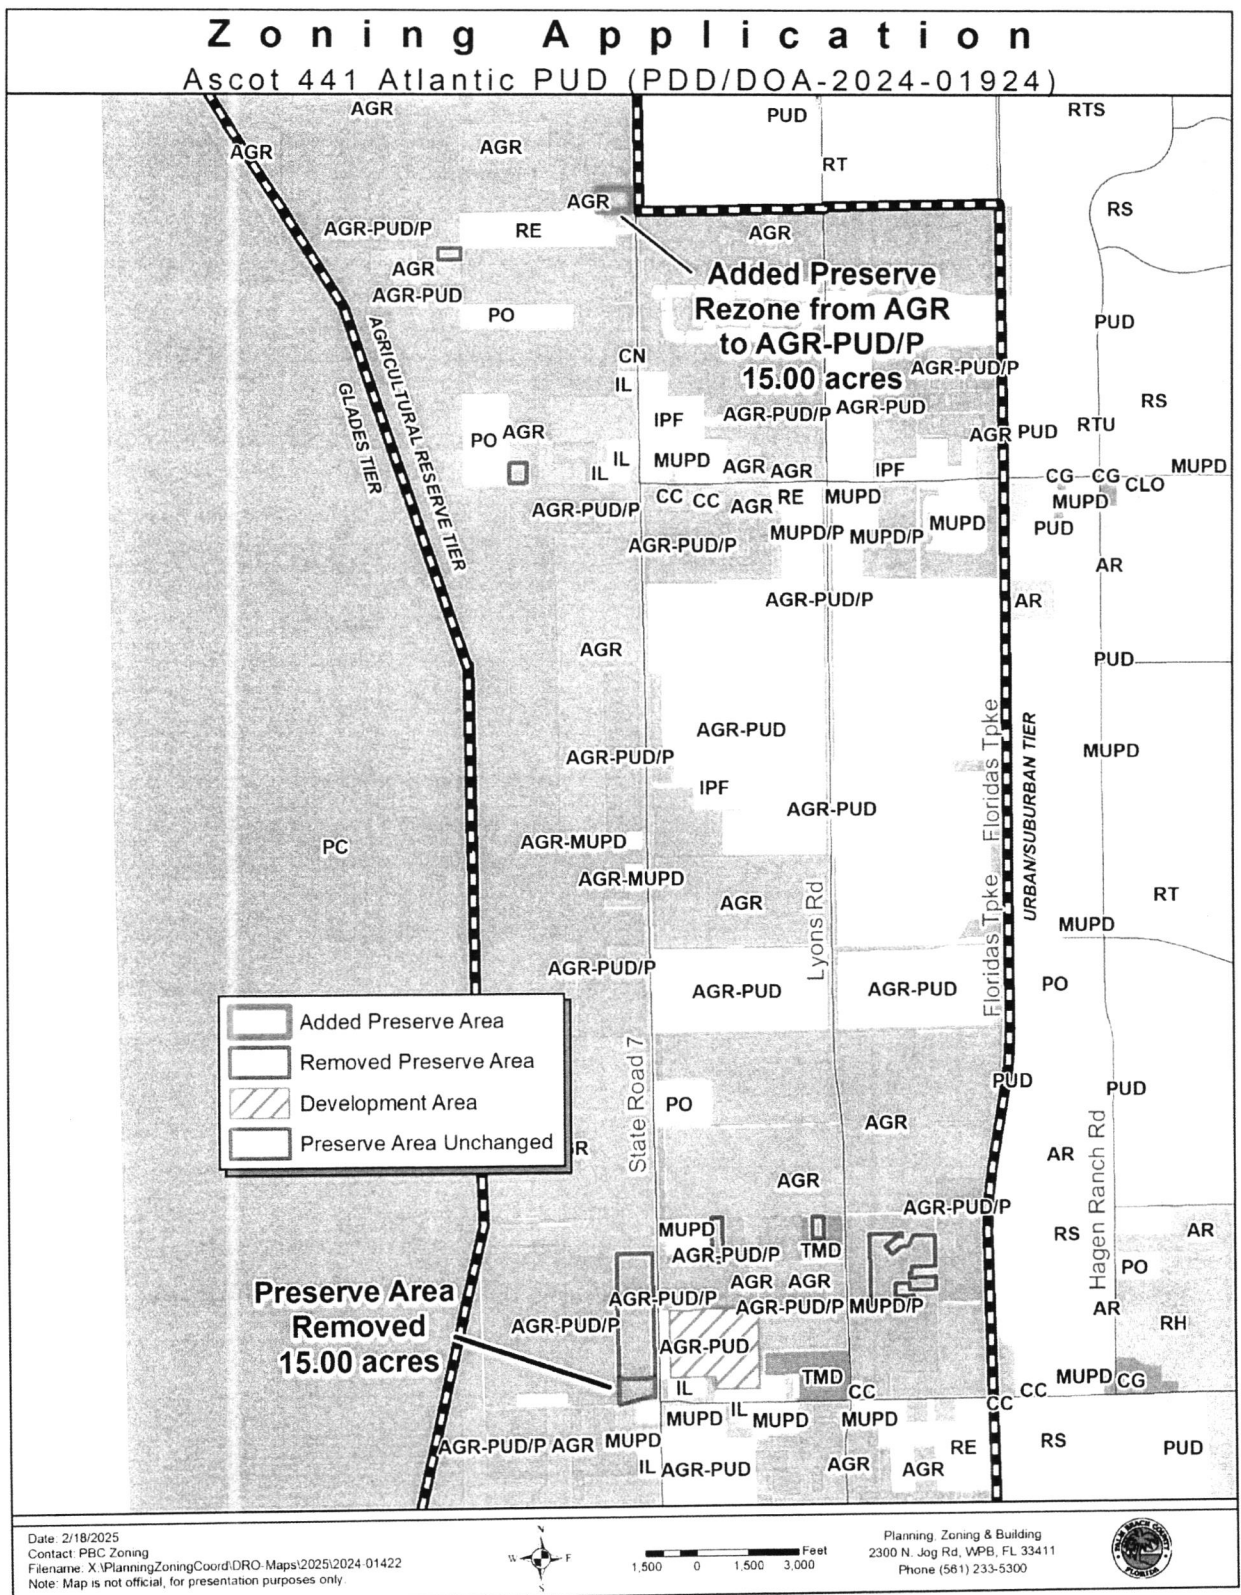 Zoning Application
Ascot 441 Atlantic PUD (PDD/DOA-2024-01924)
AGR
PUD
RTS
AGR
AGR
RT
AGR
RS
AGR-PUD/P
RE
AGR
AGR
Added Preserve
Rezone from AGR
to AGR-PUD/P
15.00 acres
AGR-PUD
PO
PUD
AGRICULTURAL RESERVE TIER
GLADES TIER
CN
IL
AGR-PUD/P
RS
IPF
AGR-PUD/P
AGR-PUD
RTU
PO
AGR
AGR
PUD
IL
IL
MUPD
AGR
AGR
IPF
CG
CG
MUPD
CLO
AGR-PUD/P
CC
CC
AGR
RE
MUPD
MUPD
MUPD
PUD
AGR-PUD/P
MUPD/P
MUPD/P
AR
AGR-PUD/P
AR
AGR
PUD
AGR-PUD
Floridas Tpke
URBAN/SUBURBAN TIER
MUPD
AGR-PUD/P
IPF
AGR-PUD
PC
AGR-MUPD
AGR-MUPD
AGR
Lyons Rd
Floridas Tpke
RT
MUPD
AGR-PUD/P
AGR-PUD
AGR-PUD
PO
Added Preserve Area
Removed Preserve Area
Development Area
Preserve Area Unchanged
State Road 7
PO
PUD
PUD
AGR
Hagen Ranch Rd
AR
AGR
AGR-PUD/P
MUPD
AGR-PUD/P
TMD
RS
AR
PO
AGR
AGR
Preserve Area
Removed
15.00 acres
AGR-PUD/P
AGR-PUD/P
MUPD/P
AR
RH
AGR-PUD/P
AGR-PUD
TMD
IL
CC
MUPD
CG
CC
CC
MUPD
IL
MUPD
MUPD
AGR-PUD/P
AGR
MUPD
RE
RS
PUD
IL
AGR-PUD
AGR
AGR
Date: 2/18/2025
Contact: PBC Zoning
Filename: X:\PlanningZoningCoord\DRO-Maps\2025\2024-01422
Note: Map is not official, for presentation purposes only.
N
W
E
S
Feet
1,500 0 1,500 3,000
Planning, Zoning & Building
2300 N. Jog Rd, WPB, FL 33411
Phone (561) 233-5300
PALM BEACH COUNTY
FLORIDA